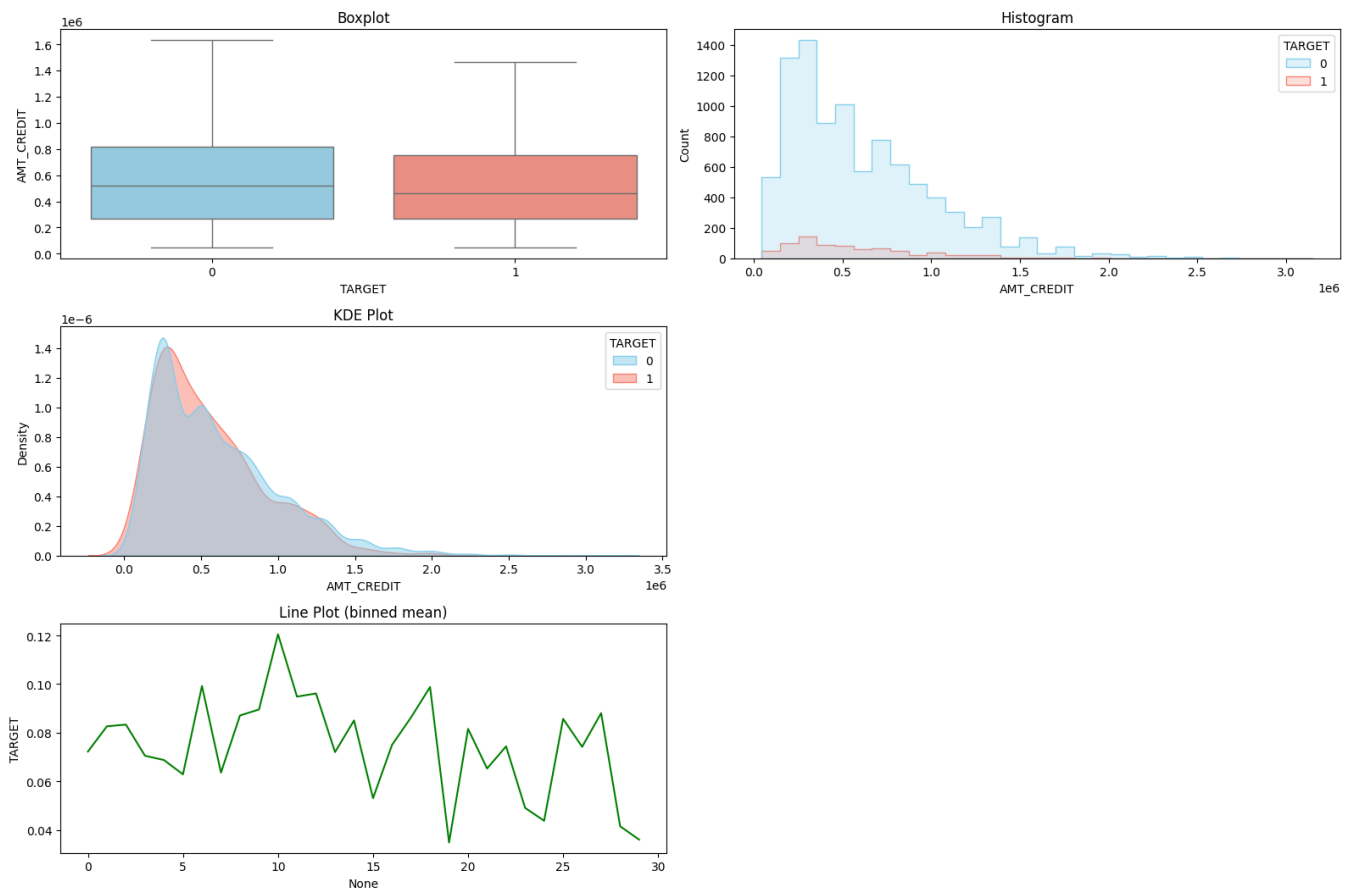 Boxplot
1e6
1.6
1.4
1.2
1.0
0.8
0.6
0.4
0.2
0.0
AMT_CREDIT
0 1
TARGET
Histogram
1400
1200
1000
800
600
400
200
0
Count
TARGET
0
1
0.0 0.5 1.0 1.5 2.0 2.5 3.0
AMT_CREDIT
1e6
KDE Plot
1e−6
1.4
1.2
1.0
0.8
0.6
0.4
0.2
0.0
Density
TARGET
0
1
0.0 0.5 1.0 1.5 2.0 2.5 3.0 3.5
AMT_CREDIT
1e6
Line Plot (binned mean)
0.12
0.10
0.08
0.06
0.04
TARGET
0 5 10 15 20 25 30
None